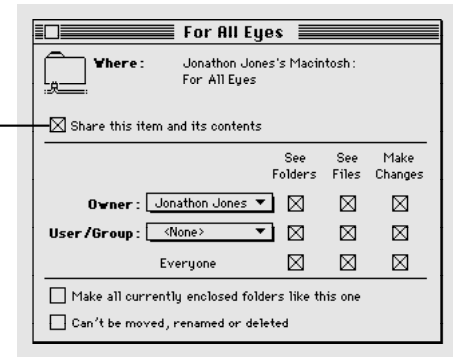 For All Eyes
Where: Jonathon Jones's Macintosh:
For All Eyes
Share this item and its contents
See Folders See Files Make Changes
Owner: Jonathon Jones
User/Group: <None>
Everyone
Make all currently enclosed folders like this one
Can't be moved, renamed or deleted